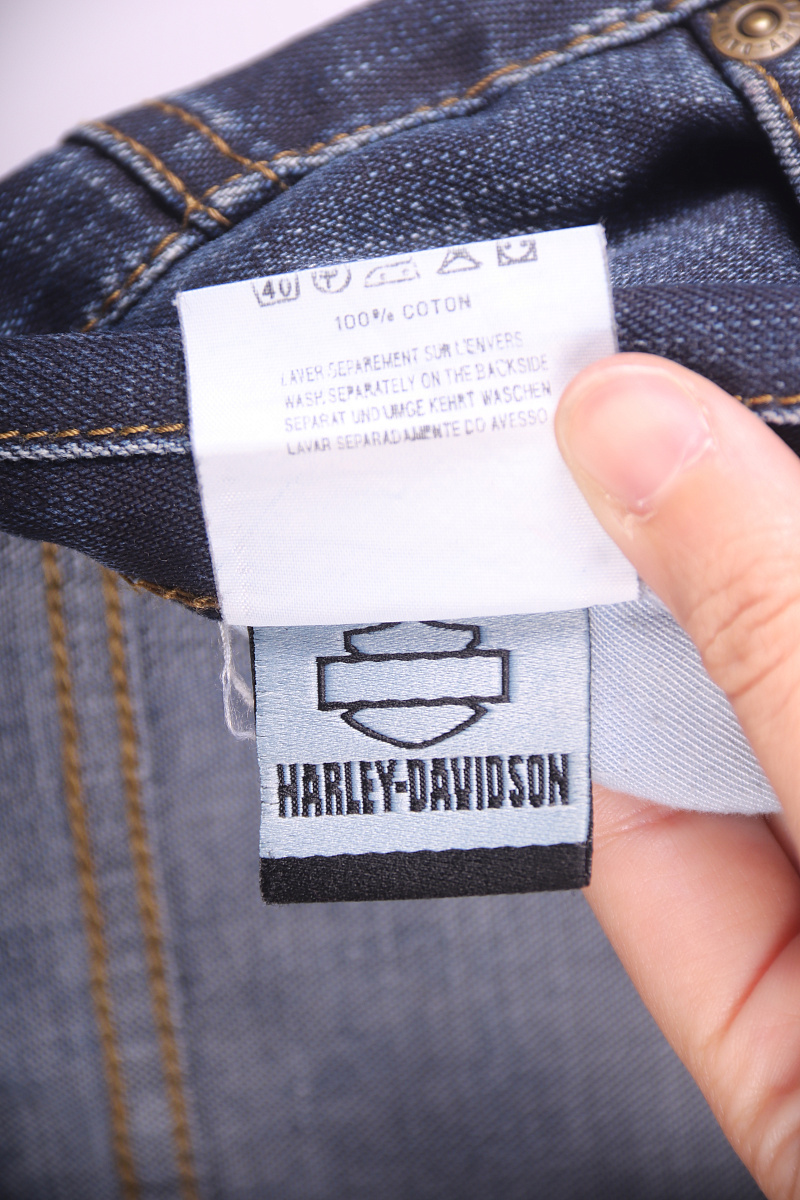 40
100% COTON
LAVER SEPAREMENT SUR L'ENVERS
WASH SEPARATELY ON THE BACKSIDE
SEPARAT UND UMGE KEHRT WASCHEN
LAVAR SEPARADAMENTE DO AVESSO
HARLEY-DAVIDSON